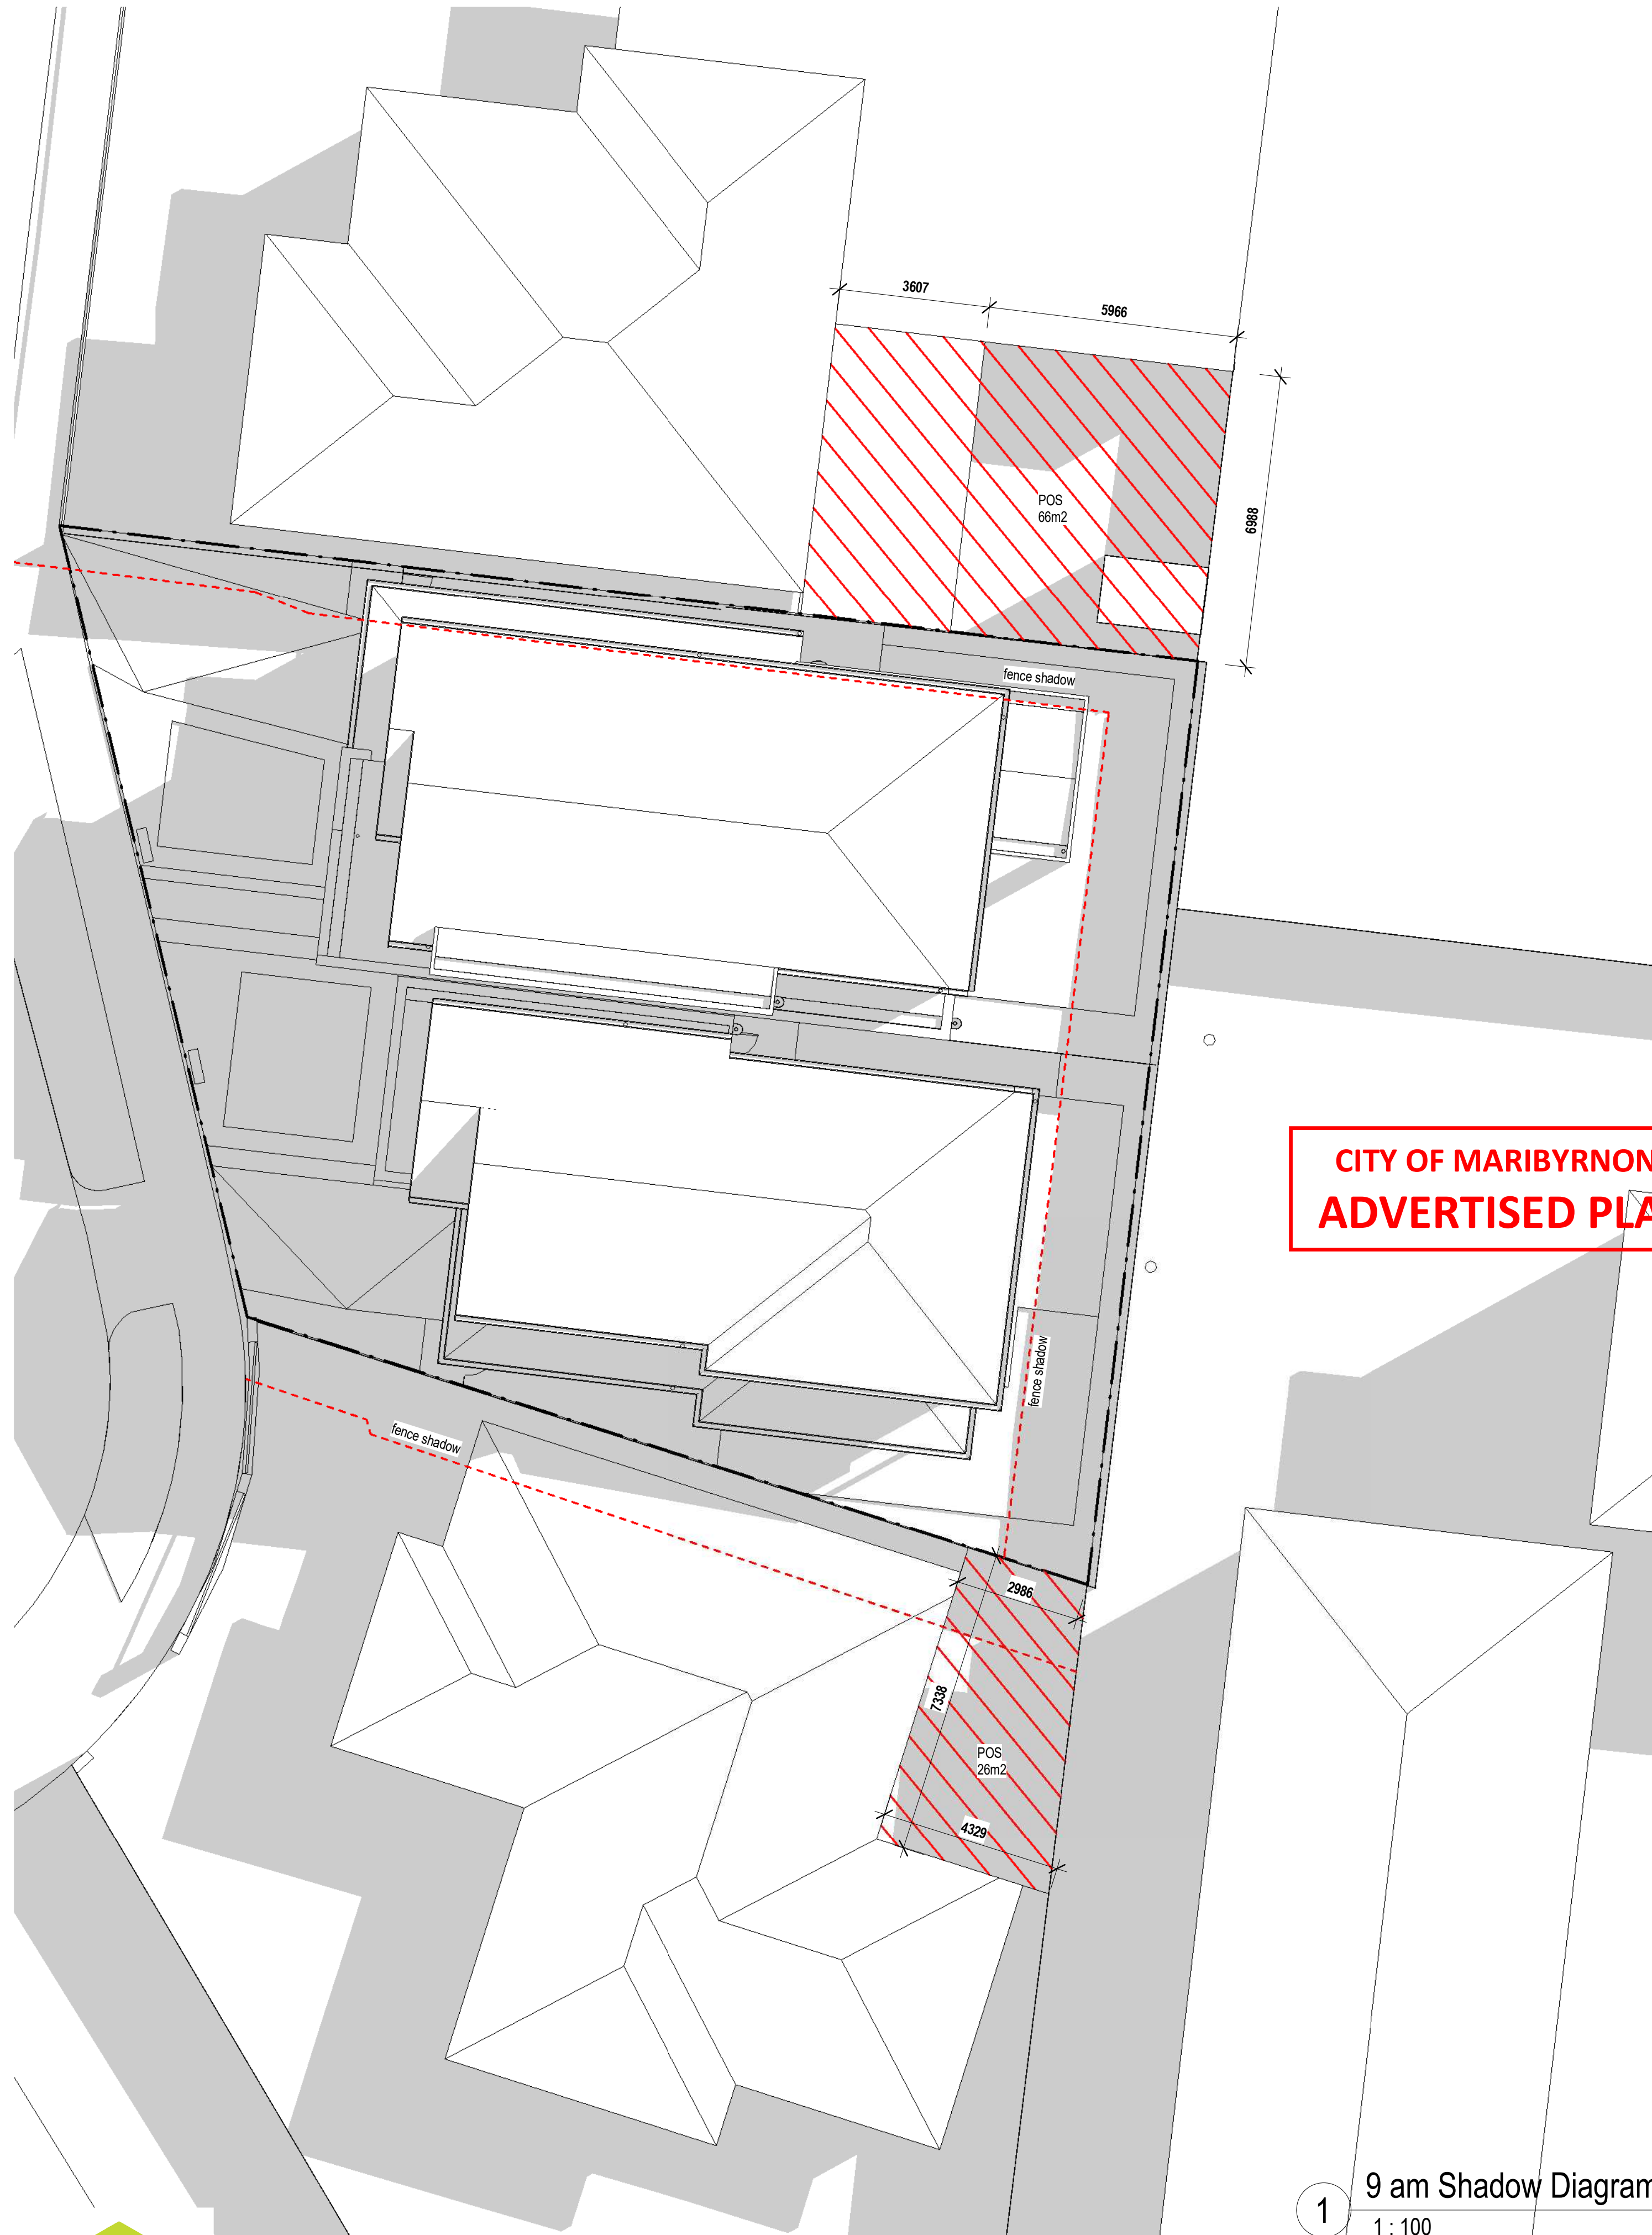 3607
5966
6988
POS
66m2
fence shadow
CITY OF MARIBYRNON
ADVERTISED PLA
fence shadow
fence shadow
2986
7338
POS
26m2
4329
9 am Shadow Diagram
1
1 : 100